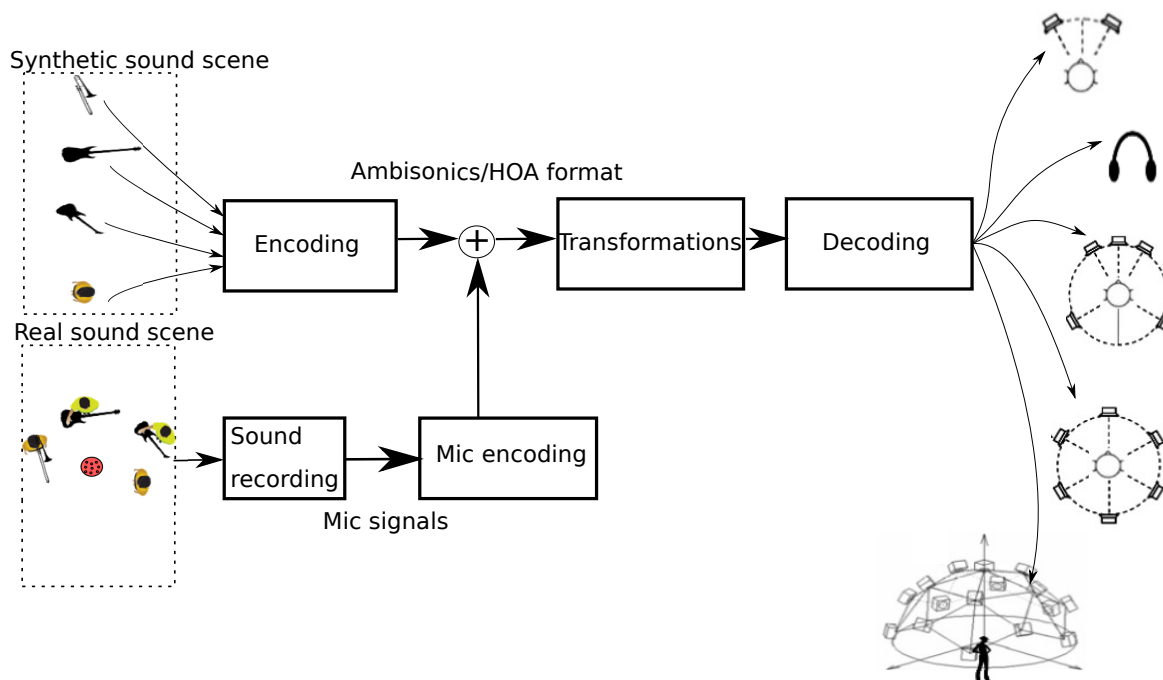 Synthetic sound scene
Ambisonics/HOA format
Encoding
+
Transformations
Decoding
Real sound scene
Sound
recording
Mic encoding
Mic signals